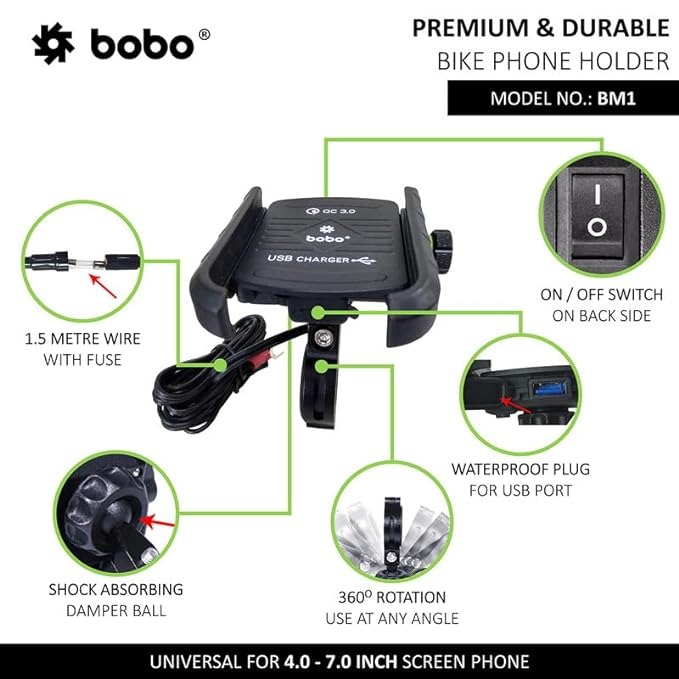 bobo®
PREMIUM & DURABLE
BIKE PHONE HOLDER
MODEL NO.: BM1
QC 3.0
bobo®
USB CHARGER
I
O
ON / OFF SWITCH
ON BACK SIDE
1.5 METRE WIRE
WITH FUSE
WATERPROOF PLUG
FOR USB PORT
SHOCK ABSORBING
DAMPER BALL
360⁰ ROTATION
USE AT ANY ANGLE
UNIVERSAL FOR 4.0 - 7.0 INCH SCREEN PHONE